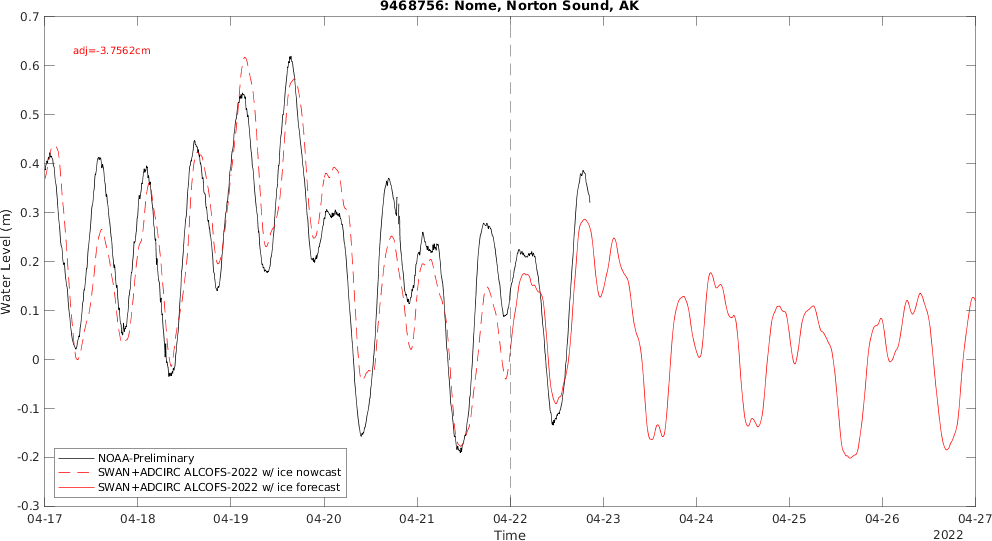 9468756: Nome, Norton Sound, AK
0.7
adj=-3.7562cm
0.6
0.5
0.4
0.3
0.2
0.1
0
-0.1
-0.2
-0.3
Water Level (m)
NOAA-Preliminary
SWAN+ADCIRC ALCOFS-2022 w/ ice nowcast
SWAN+ADCIRC ALCOFS-2022 w/ ice forecast
04-17 04-18 04-19 04-20 04-21 04-22 04-23 04-24 04-25 04-26 04-27
Time
2022